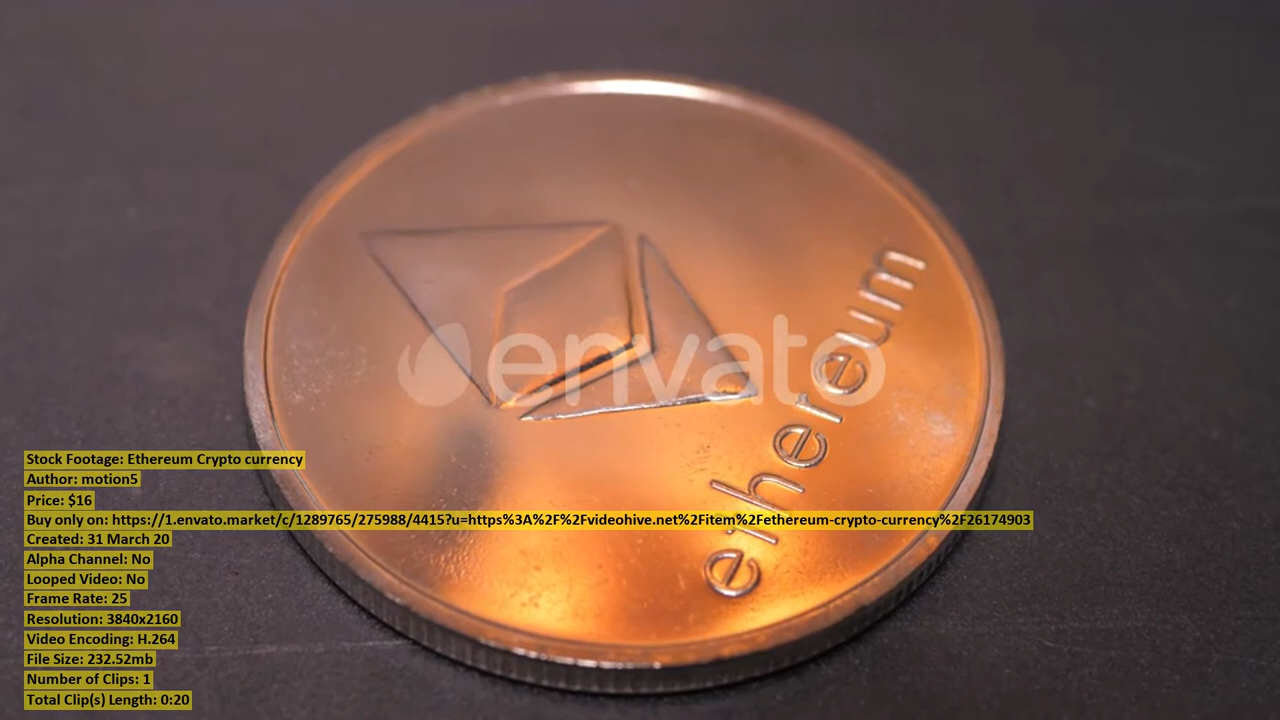 envato
ethereum
Stock Footage: Ethereum Crypto currency
Author: motion5
Price: $16
Buy only on: https://1.envato.market/c/1289765/275988/4415?u=https%3A%2F%2Fvideohive.net%2Fitem%2Fethereum-crypto-currency%2F26174903
Created: 31 March 20
Alpha Channel: No
Looped Video: No
Frame Rate: 25
Resolution: 3840x2160
Video Encoding: H.264
File Size: 232.52mb
Number of Clips: 1
Total Clip(s) Length: 0:20